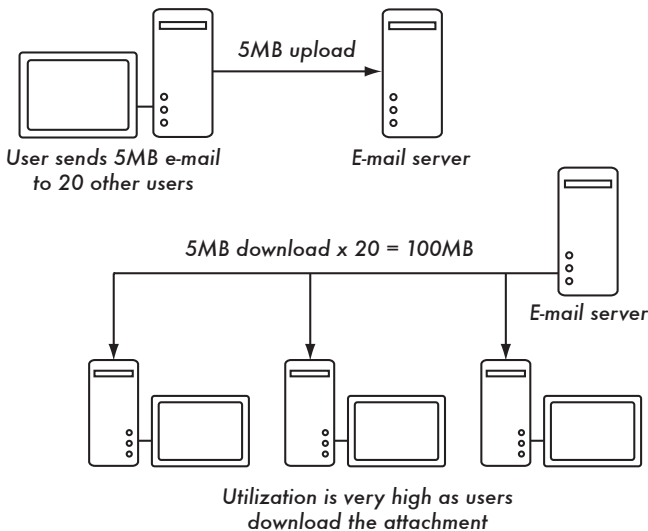 5MB upload
User sends 5MB e-mail
to 20 other users
E-mail server
5MB download x 20 = 100MB
E-mail server
Utilization is very high as users
download the attachment